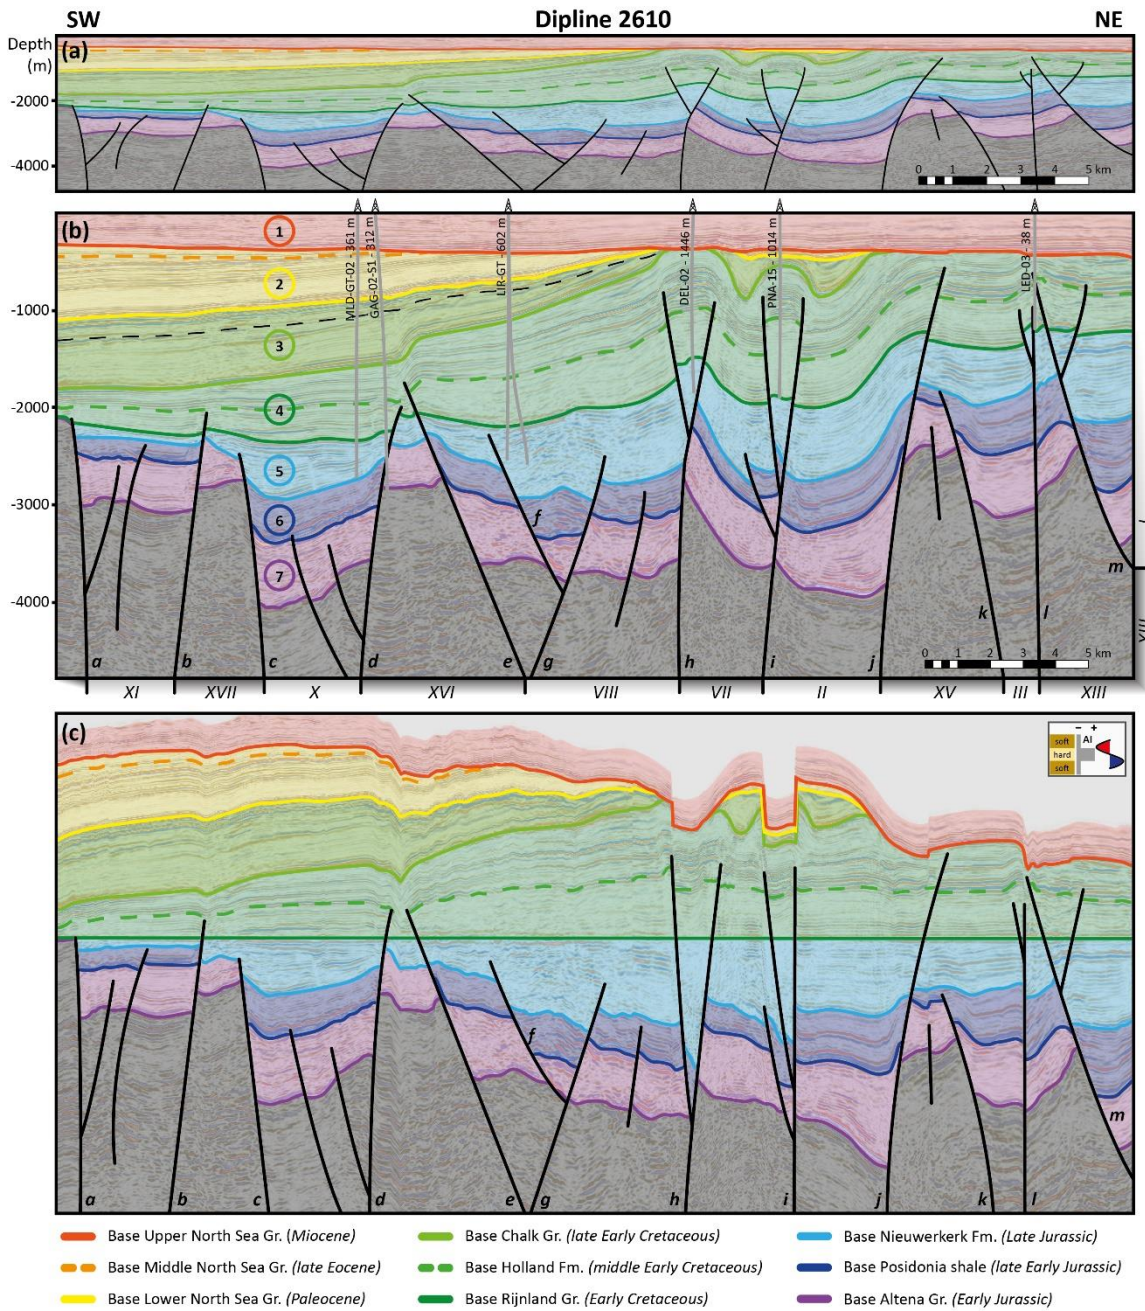 SW Dipline 2610 NE
Depth
(m)
(a)
-2000
-4000
0 1 2 3 4 5 km
(b)
1
2
3
4
5
6
7
MLD-GT-02 - 361 m
GAG-02-S1 - 312 m
LIR-GT - 602 m
DEL-02 - 1446 m
PNA-15 - 1014 m
LED-03 - 38 m
-1000
-2000
-3000
-4000
f
m
a b c d e g h i j k l
0 1 2 3 4 5 km
XI XVII X XVI VIII VII II XV III XIII
(c)
- +
AI
soft
hard
soft
f
m
a b c d e g h i j k l
Base Upper North Sea Gr. (Miocene)
Base Middle North Sea Gr. (late Eocene)
Base Lower North Sea Gr. (Paleocene)
Base Chalk Gr. (late Early Cretaceous)
Base Holland Fm. (middle Early Cretaceous)
Base Rijnland Gr. (Early Cretaceous)
Base Nieuwerkerk Fm. (Late Jurassic)
Base Posidonia shale (late Early Jurassic)
Base Altena Gr. (Early Jurassic)